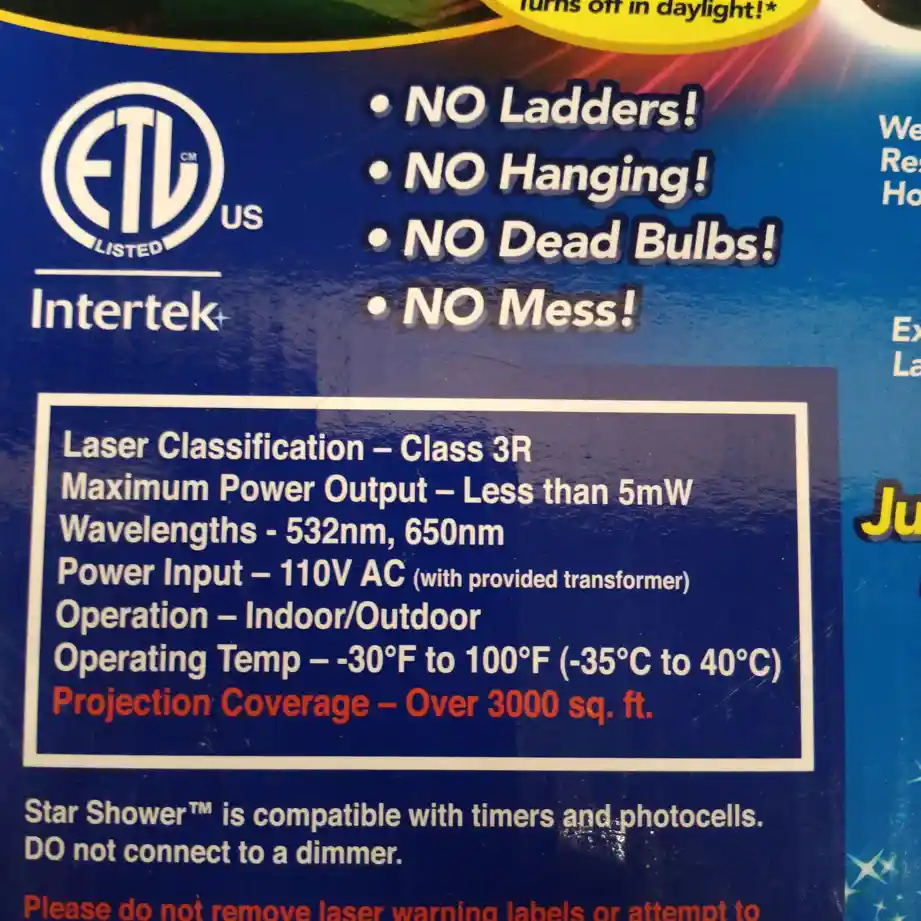 Turns off in daylight!*
ETL CM
LISTED
US
Intertek
• NO Ladders!
• NO Hanging!
• NO Dead Bulbs!
• NO Mess!
Laser Classification – Class 3R
Maximum Power Output – Less than 5mW
Wavelengths - 532nm, 650nm
Power Input – 110V AC (with provided transformer)
Operation – Indoor/Outdoor
Operating Temp – -30°F to 100°F (-35°C to 40°C)
Projection Coverage – Over 3000 sq. ft.
Star Shower™ is compatible with timers and photocells.
DO not connect to a dimmer.
Please do not remove laser warning labels or attempt to